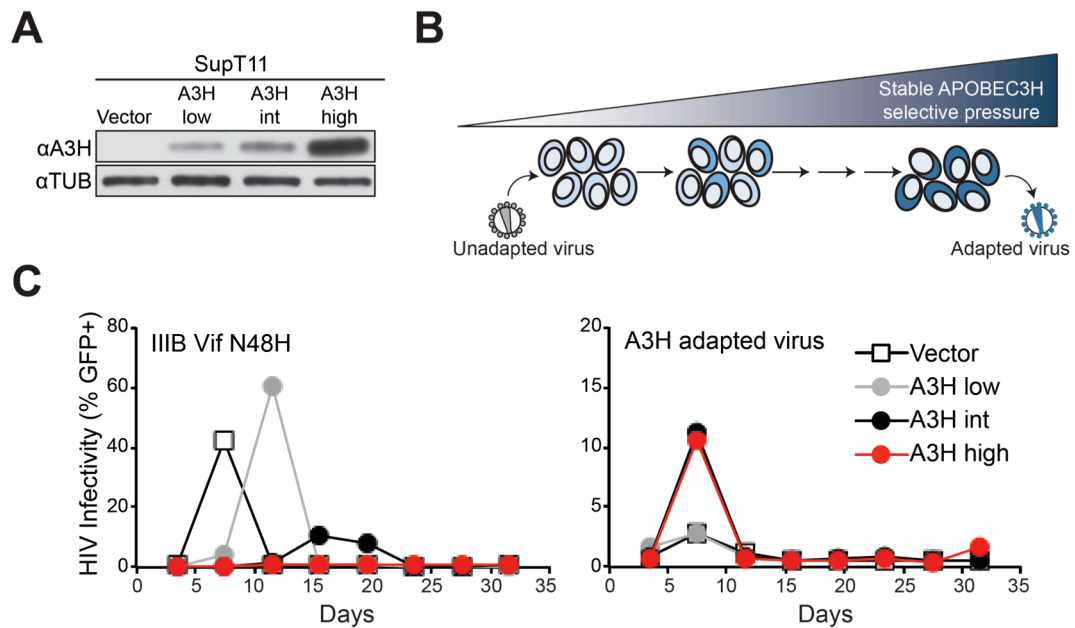 A
SupT11
Vector
A3H low
A3H int
A3H high
αA3H
αTUB
B
Stable APOBEC3H
selective pressure
Unadapted virus
Adapted virus
C
HIV Infectivity (% GFP+)
80
60
40
20
0
IIIB Vif N48H
0 5 10 15 20 25 30 35
Days
20
15
10
5
0
A3H adapted virus
0 5 10 15 20 25 30 35
Days
Vector
A3H low
A3H int
A3H high